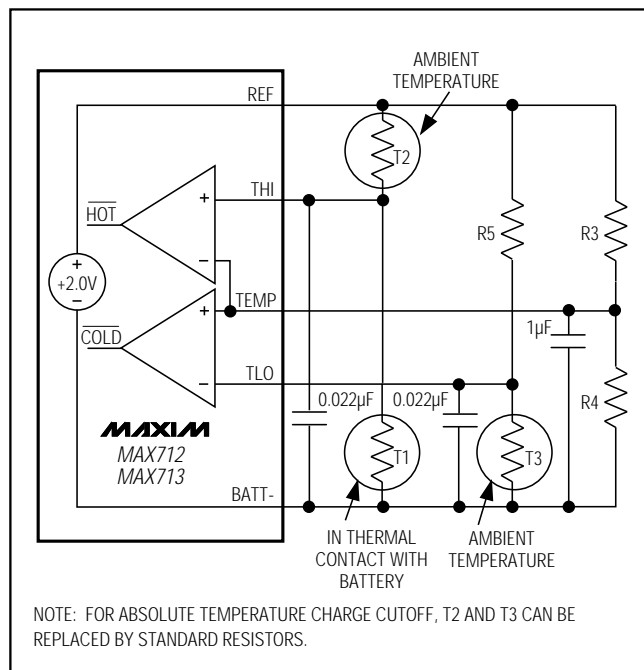 AMBIENT
TEMPERATURE
REF
T2
THI
HOT
R5
R3
+
−
+2.0V
+
−
TEMP
+
COLD
1µF
TLO
−
0.022µF
0.022µF
R4
MAXIM
MAX712
MAX713
T1
T3
BATT-
IN THERMAL
CONTACT WITH
BATTERY
AMBIENT
TEMPERATURE
NOTE: FOR ABSOLUTE TEMPERATURE CHARGE CUTOFF, T2 AND T3 CAN BE
REPLACED BY STANDARD RESISTORS.